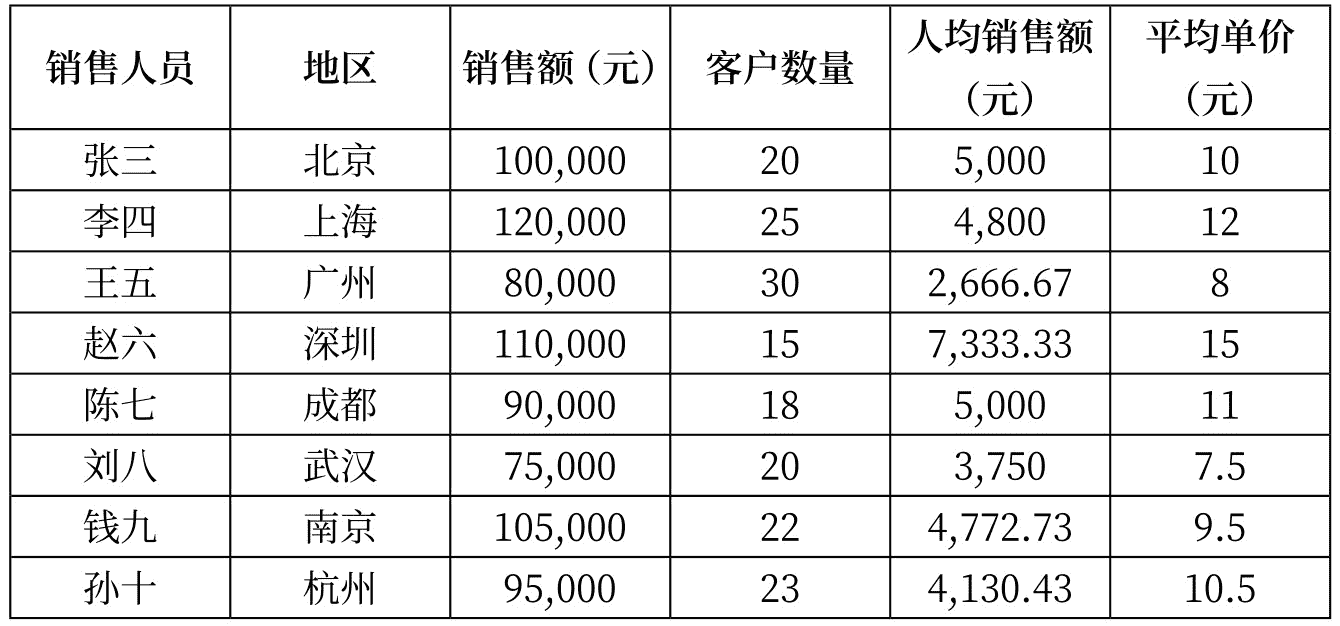 销售人员 地区 销售额（元） 客户数量 人均销售额（元） 平均单价（元）
张三 北京 100,000 20 5,000 10
李四 上海 120,000 25 4,800 12
王五 广州 80,000 30 2,666.67 8
赵六 深圳 110,000 15 7,333.33 15
陈七 成都 90,000 18 5,000 11
刘八 武汉 75,000 20 3,750 7.5
钱九 南京 105,000 22 4,772.73 9.5
孙十 杭州 95,000 23 4,130.43 10.5